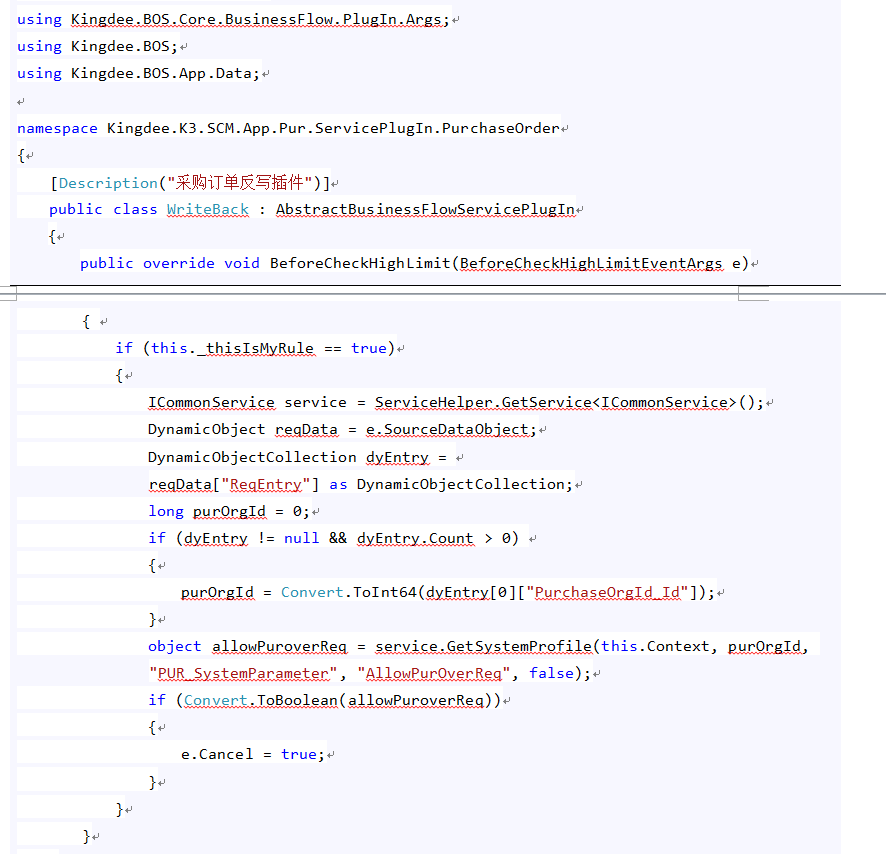 using Kingdee.BOS.Core.BusinessFlow.PlugIn.Args;
using Kingdee.BOS;
using Kingdee.BOS.App.Data;
namespace Kingdee.K3.SCM.App.Pur.ServicePlugIn.PurchaseOrder
{
[Description("采购订单反写插件")]
public class WriteBack : AbstractBusinessFlowServicePlugIn
{
public override void BeforeCheckHighLimit(BeforeCheckHighLimitEventArgs e)
{
if (this._thisIsMyRule == true)
{
ICommonService service = ServiceHelper.GetService<ICommonService>();
DynamicObject reqData = e.SourceDataObject;
DynamicObjectCollection dyEntry =
reqData["ReqEntry"] as DynamicObjectCollection;
long purOrgId = 0;
if (dyEntry != null && dyEntry.Count > 0)
{
purOrgId = Convert.ToInt64(dyEntry[0]["PurchaseOrgId_Id"]);
}
object allowPuroverReq = service.GetSystemProfile(this.Context, purOrgId,
"PUR_SystemParameter", "AllowPurOverReq", false);
if (Convert.ToBoolean(allowPuroverReq))
{
e.Cancel = true;
}
}
}